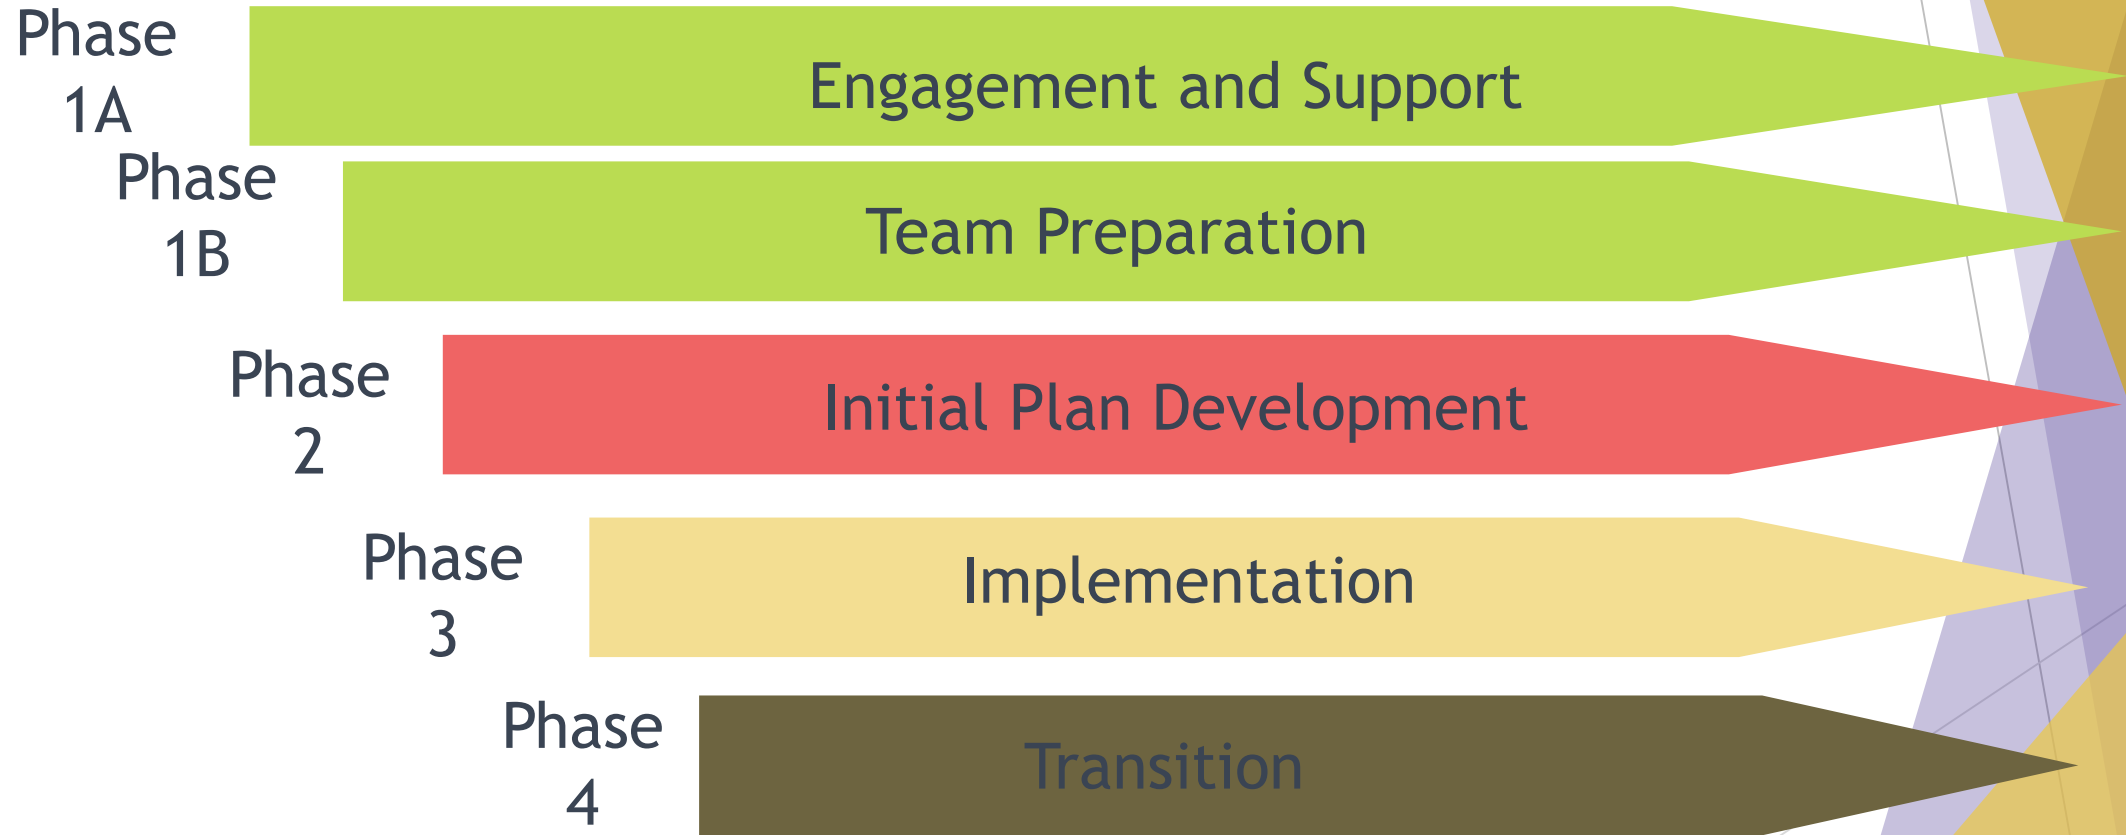 Phase
1A
Engagement and Support
Phase
1B
Team Preparation
Phase
2
Initial Plan Development
Phase
3
Implementation
Phase
4
Transition